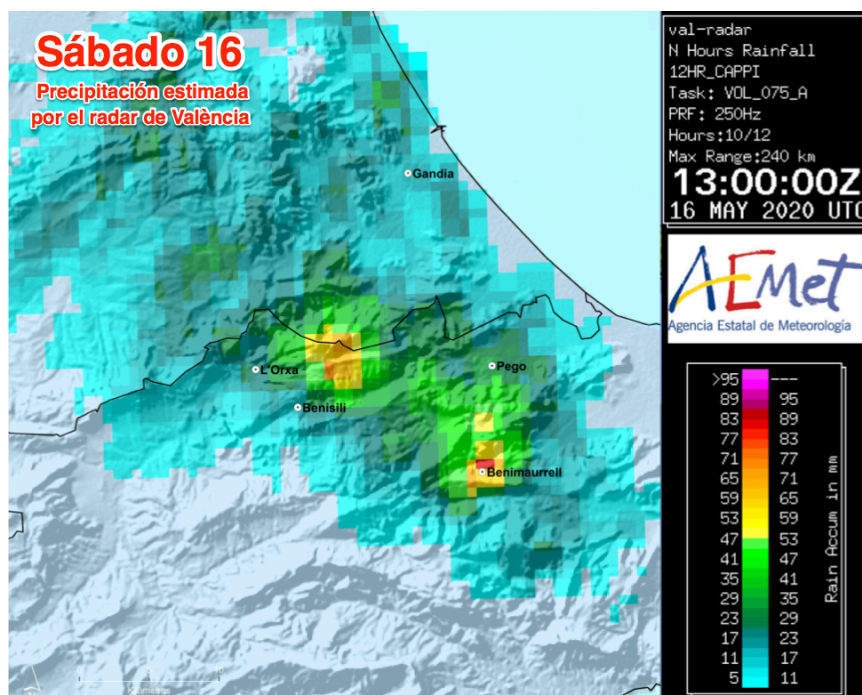 Sábado 16
Precipitación estimada
por el radar de València
Gandía
L'Orxa
Pego
Benisili
Benimaurreil
Kilometros
val-radar
N Hours Rainfall
12HR_CAPPI
Task: VOL_075_A
PRF: 250Hz
Hours:10/12
Max Range:240 km
13:00:00Z
16 MAY 2020 UTC
AEMet
Agencia Estatal de Meteorología
>95 ---
89 95
83 89
77 83
71 77
65 71
59 65
53 59
47 53
41 47
35 41
29 35
23 29
17 23
11 17
5 11
Rain Accum in mm